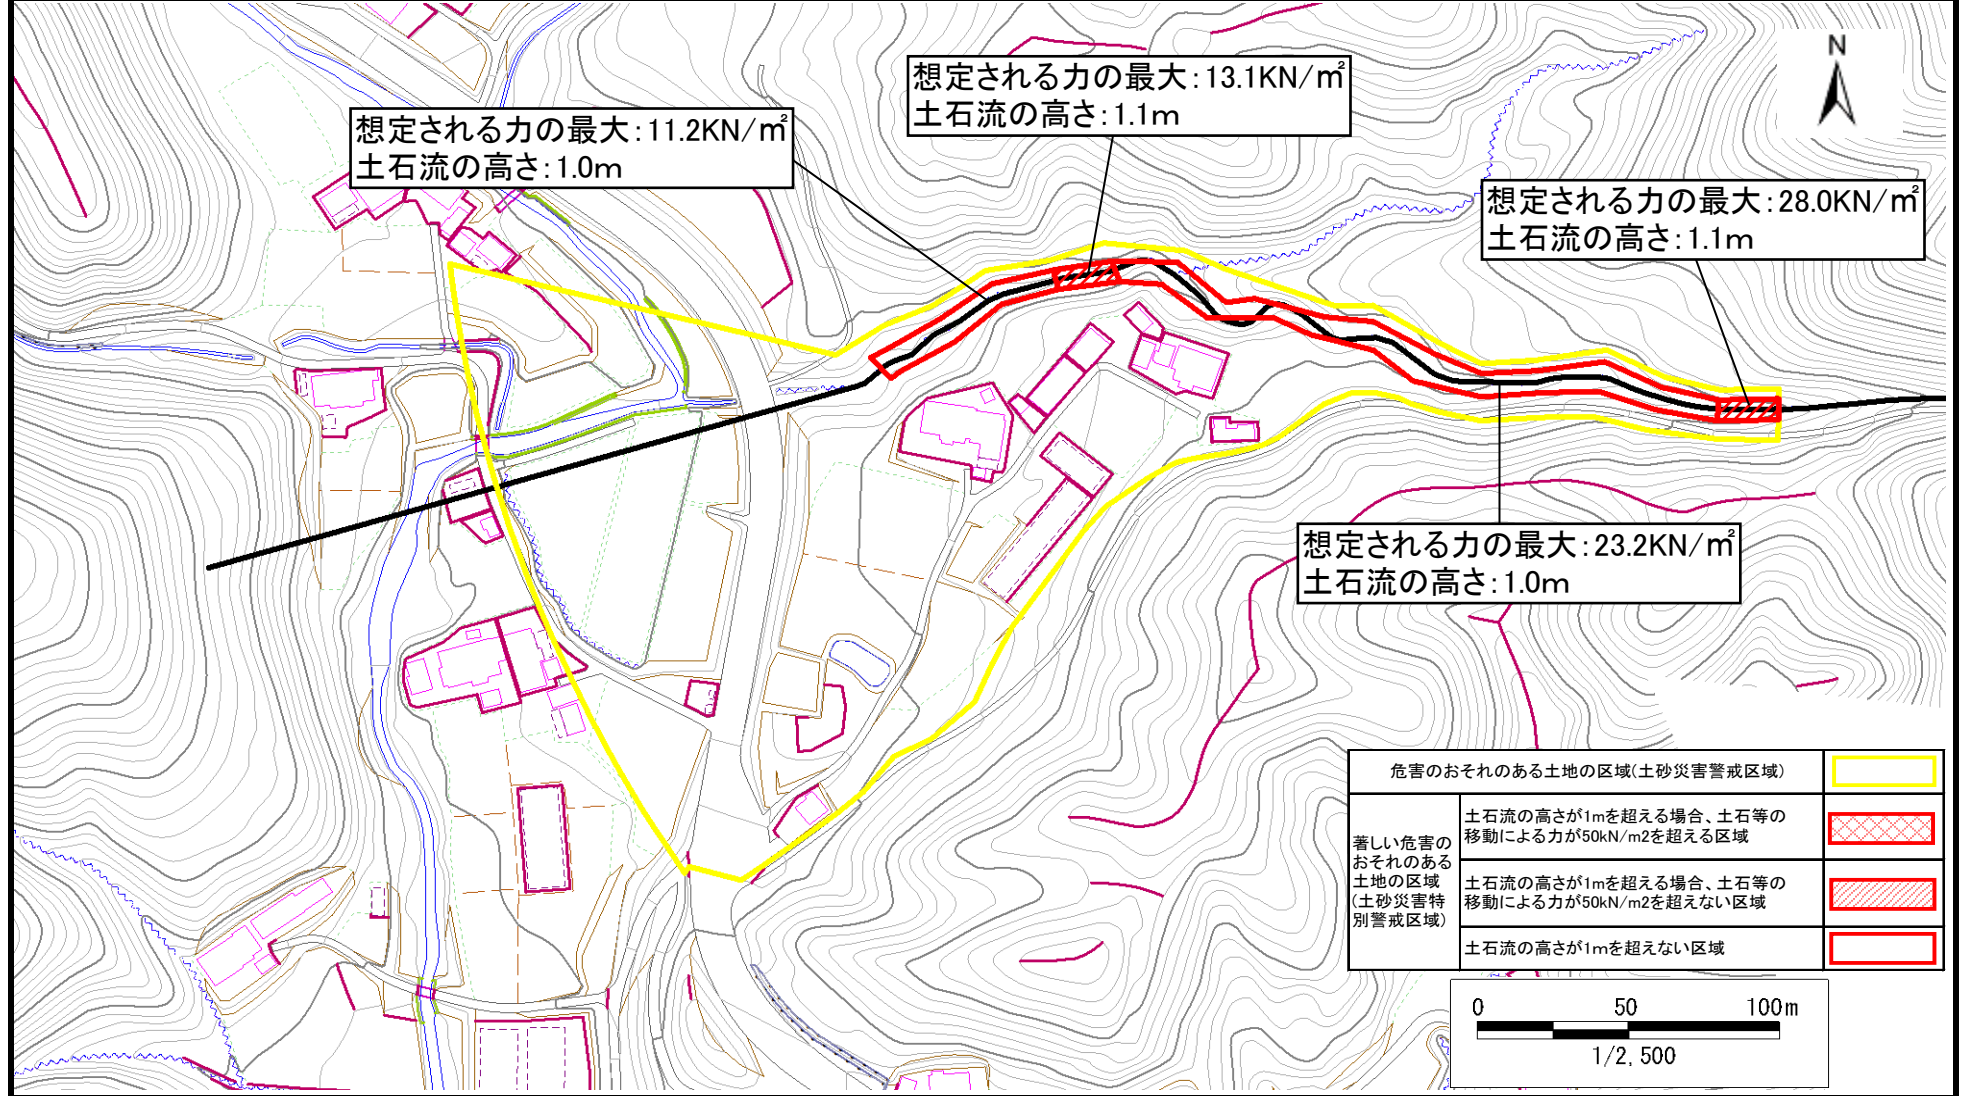 想定される力の最大:13.1KN/㎡
土石流の高さ:1.1m
N
想定される力の最大:11.2KN/㎡
土石流の高さ:1.0m
想定される力の最大:28.0KN/㎡
土石流の高さ:1.1m
想定される力の最大:23.2KN/㎡
土石流の高さ:1.0m
危害のおそれのある土地の区域(土砂災害警戒区域)
著しい危害の
おそれのある
土地の区域
(土砂災害特
別警戒区域)
土石流の高さが1mを超える場合、土石等の
移動による力が50kN/m2を超える区域
土石流の高さが1mを超える場合、土石等の
移動による力が50kN/m2を超えない区域
土石流の高さが1mを超えない区域
0 50 100m
1/2,500